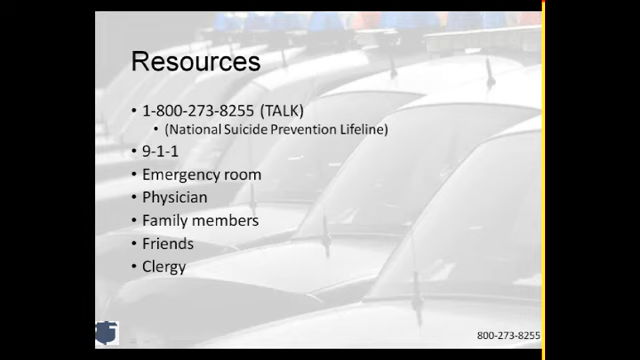 Resources
• 1-800-273-8255 (TALK)
• (National Suicide Prevention Lifeline)
• 9-1-1
• Emergency room
• Physician
• Family members
• Friends
• Clergy
800-273-8255